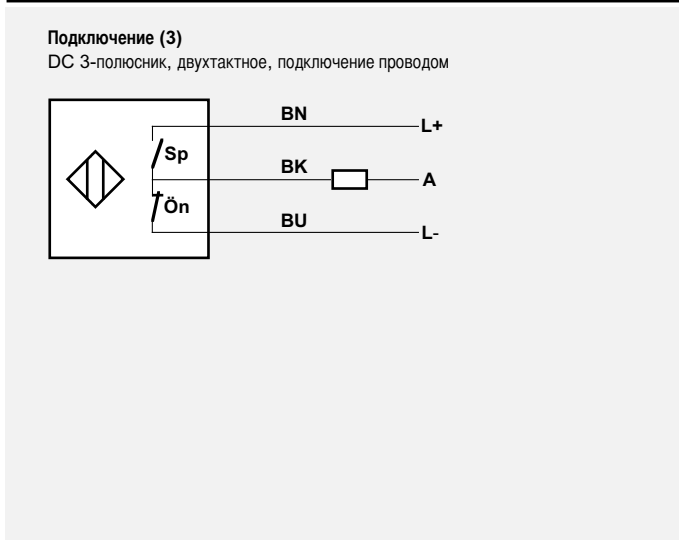 Подключение (3)
DC 3-полюсник, двухтактное, подключение проводом
BN
L+
Sp
BK
A
Ön
BU
L-